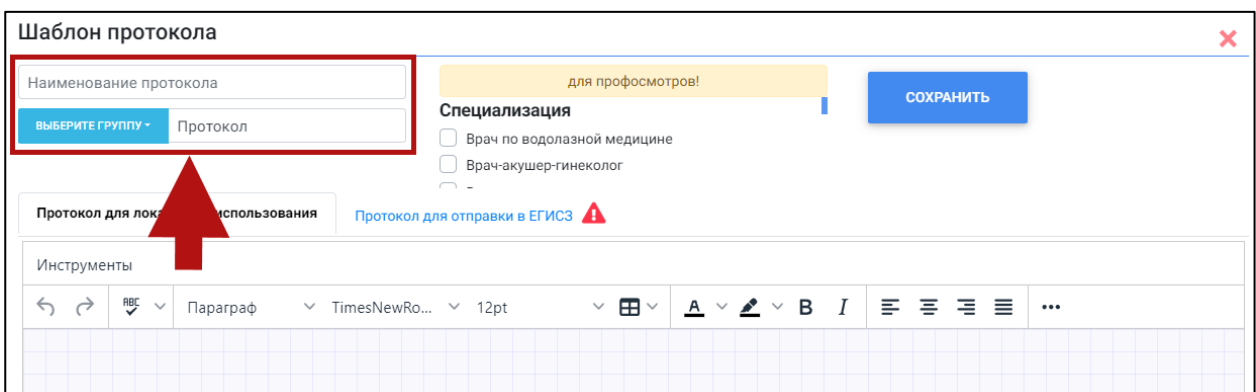 Шаблон протокола
Наименование протокола
ВЫБЕРИТЕ ГРУППУ
Протокол
для профосмотров!
Специализация
Врач по водолазной медицине
Врач-акушер-гинеколог
СОХРАНИТЬ
Протокол для использования
Протокол для отправки в ЕГИСЗ
Инструменты
ABC
Параграф
TimesNewRo...
12pt
A
B
I